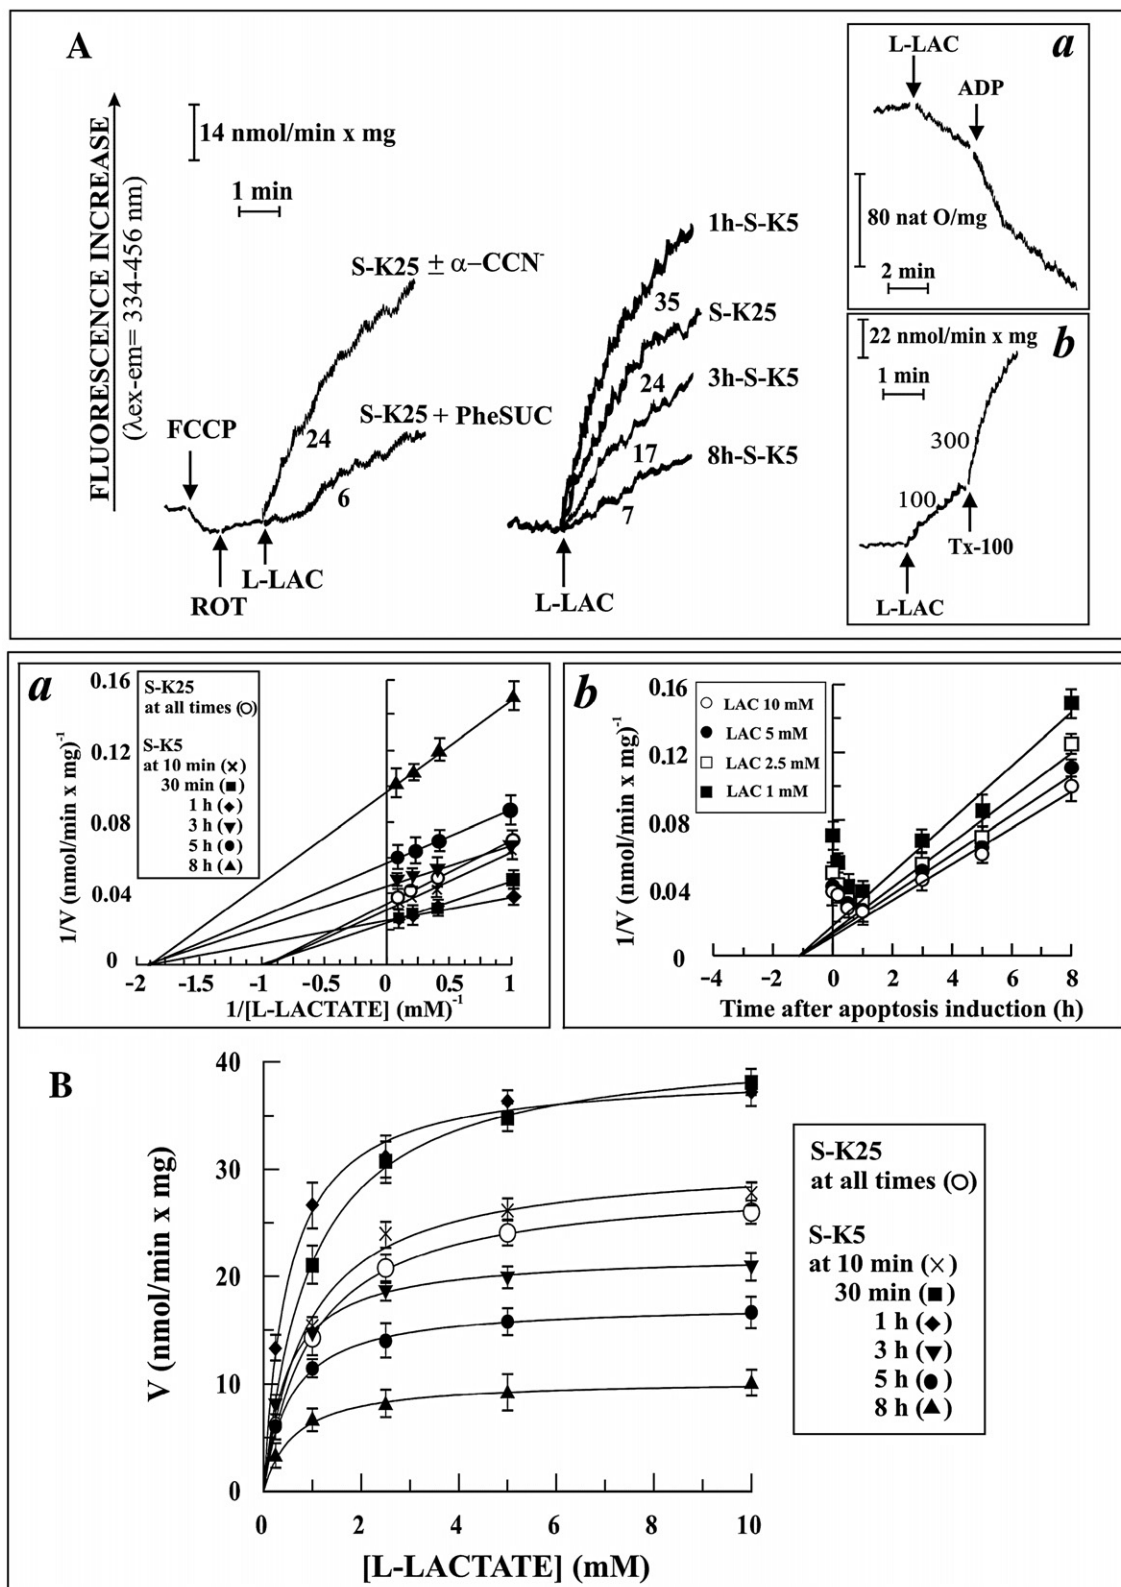 A
FLUORESCENCE INCREASE
(λex-em= 334-456 nm)
14 nmol/min x mg
1 min
S-K25 ± α–CCN⁻
S-K25 + PheSUC
24
6
FCCP
ROT
L-LAC
1h-S-K5
S-K25
3h-S-K5
8h-S-K5
35
24
17
7
L-LAC
a
L-LAC
ADP
80 nat O/mg
2 min
b
22 nmol/min x mg
1 min
300
100
Tx-100
L-LAC
a
S-K25
at all times (○)
S-K5
at 10 min (×)
30 min (■)
1 h (◆)
3 h (▼)
5 h (●)
8 h (▲)
1/V (nmol/min x mg)⁻¹
0.16
0.12
0.08
0.04
0
-2 -1.5 -1 -0.5 0 0.5 1
1/[L-LACTATE] (mM)⁻¹
b
LAC 10 mM
LAC 5 mM
LAC 2.5 mM
LAC 1 mM
1/V (nmol/min x mg)⁻¹
0.16
0.12
0.08
0.04
0
-4 -2 0 2 4 6 8
Time after apoptosis induction (h)
B
V (nmol/min x mg)
40
30
20
10
0
0 2 4 6 8 10
[L-LACTATE] (mM)
S-K25
at all times (○)
S-K5
at 10 min (×)
30 min (■)
1 h (◆)
3 h (▼)
5 h (●)
8 h (▲)